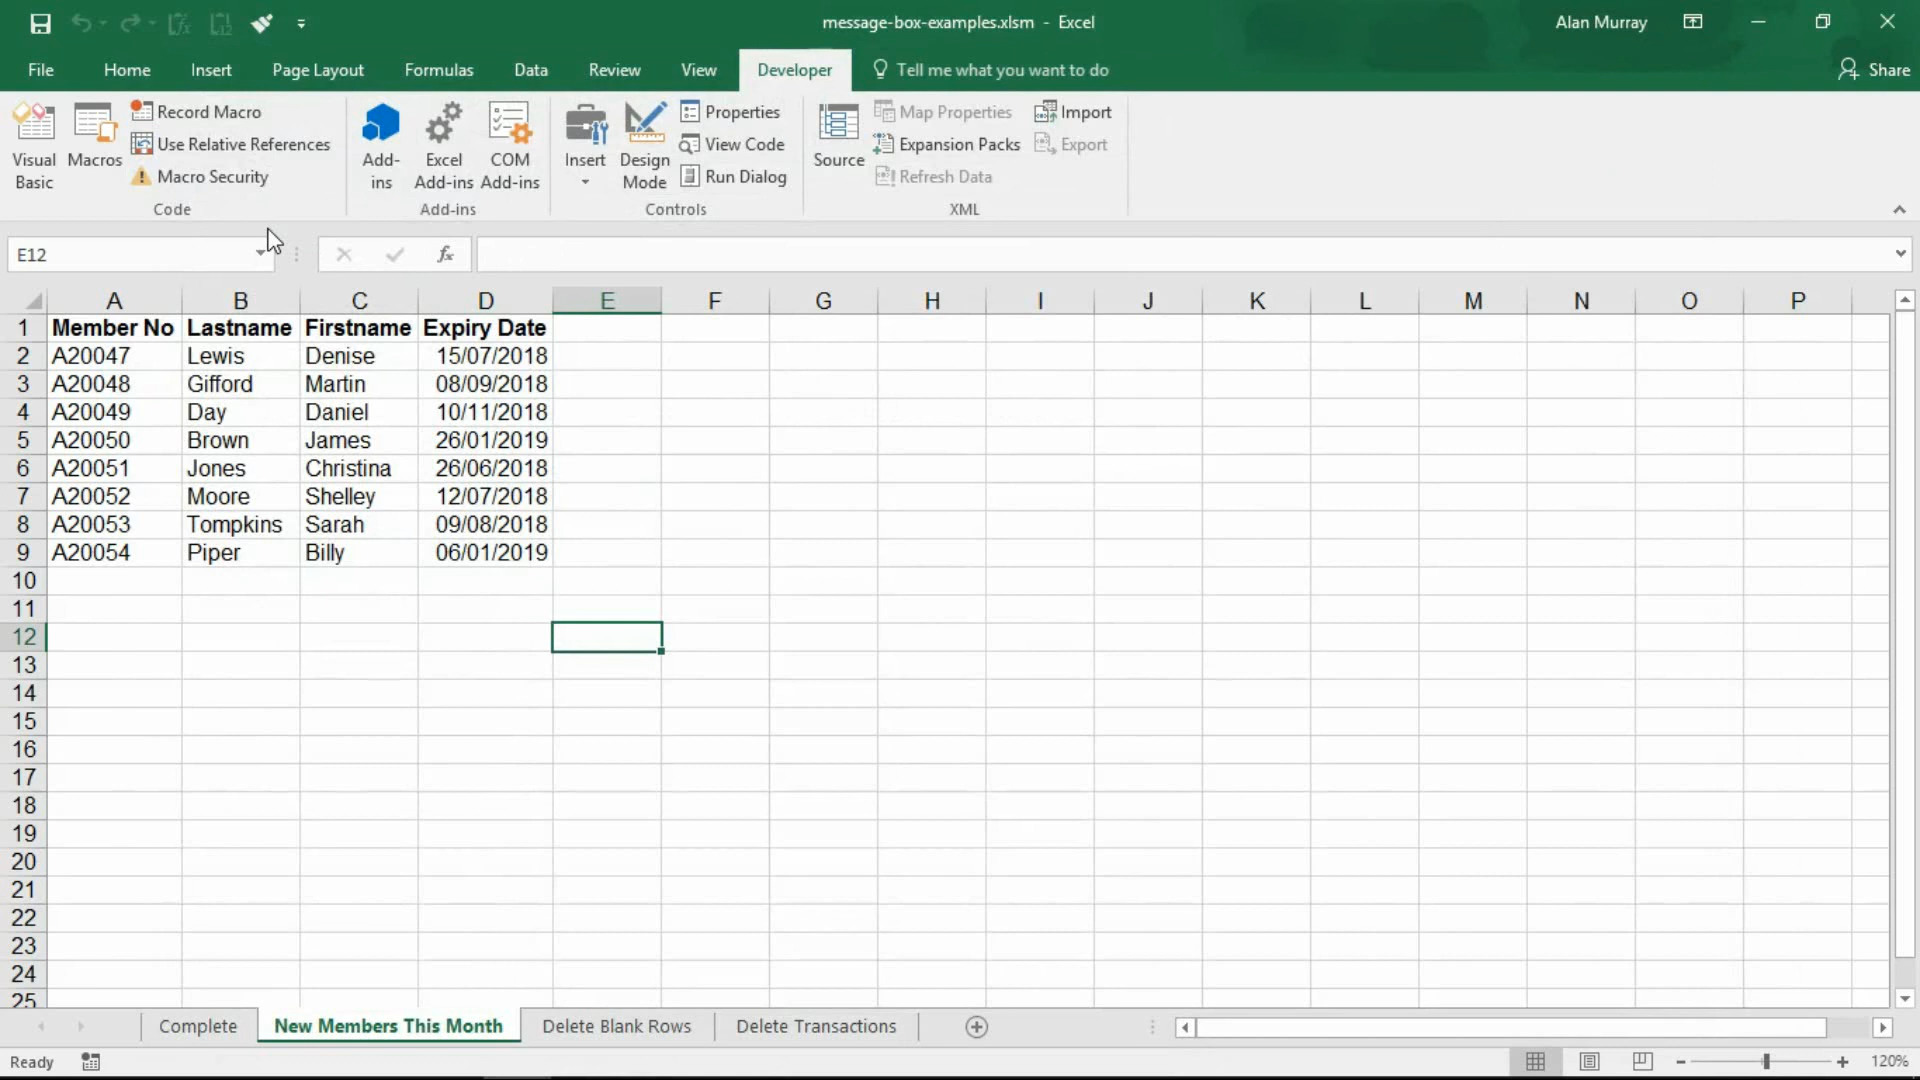 message-box-examples.xlsm - Excel
Alan Murray
File Home Insert Page Layout Formulas Data Review View Developer Tell me what you want to do Share
Visual Basic
Macros
Record Macro
Use Relative References
Macro Security
Code
Add-ins
Excel Add-ins
COM Add-ins
Add-ins
Insert
Design Mode
Properties
View Code
Run Dialog
Controls
Source
Map Properties
Expansion Packs
Refresh Data
Import
Export
XML
E12
fx
A B C D E F G H I J K L M N O P
1 Member No Lastname Firstname Expiry Date
2 A20047 Lewis Denise 15/07/2018
3 A20048 Gifford Martin 08/09/2018
4 A20049 Day Daniel 10/11/2018
5 A20050 Brown James 26/01/2019
6 A20051 Jones Christina 26/06/2018
7 A20052 Moore Shelley 12/07/2018
8 A20053 Tompkins Sarah 09/08/2018
9 A20054 Piper Billy 06/01/2019
10
11
12
13
14
15
16
17
18
19
20
21
22
23
24
25
Complete New Members This Month Delete Blank Rows Delete Transactions
Ready
120%